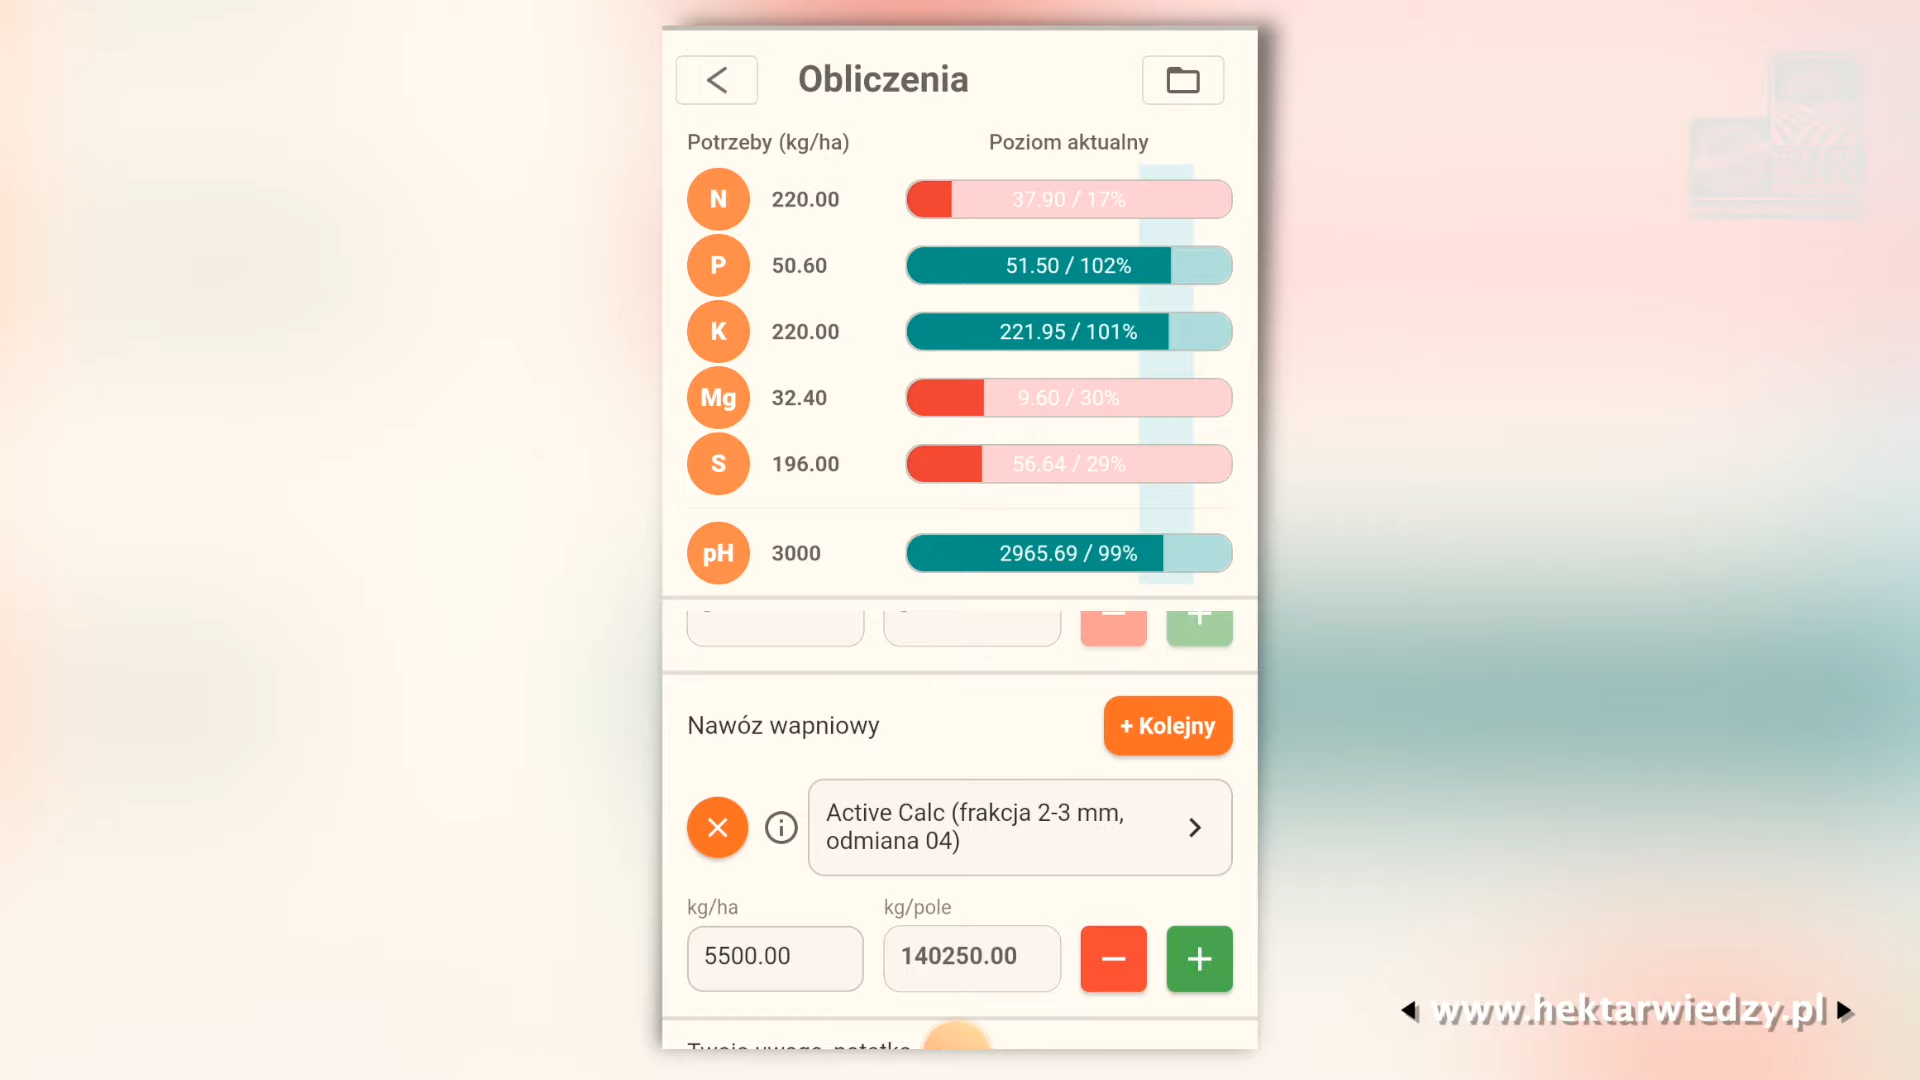 Obliczenia
Potrzeby (kg/ha) Poziom aktualny
N 220.00 37.90 / 17%
P 50.60 51.50 / 102%
K 220.00 221.95 / 101%
Mg 32.40 9.60 / 30%
S 196.00 56.64 / 29%
pH 3000 2965.69 / 99%
Nawóz wapniowy + Kolejny
Active Calc (frakcja 2-3 mm,
odmiana 04)
kg/ha kg/pole
5500.00 140250.00
www.hektarwiedzy.pl